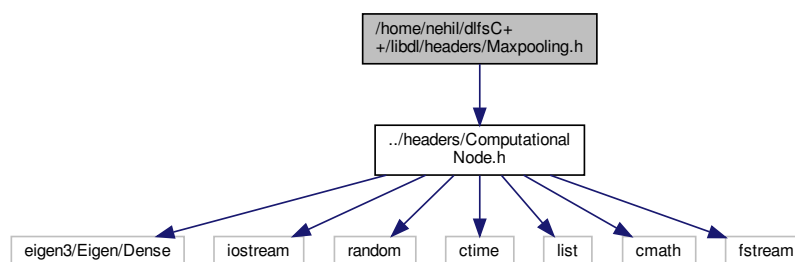 /home/nehil/dlfsC+
+/libdl/headers/Maxpooling.h
../headers/Computational
Node.h
eigen3/Eigen/Dense
iostream
random
ctime
list
cmath
fstream